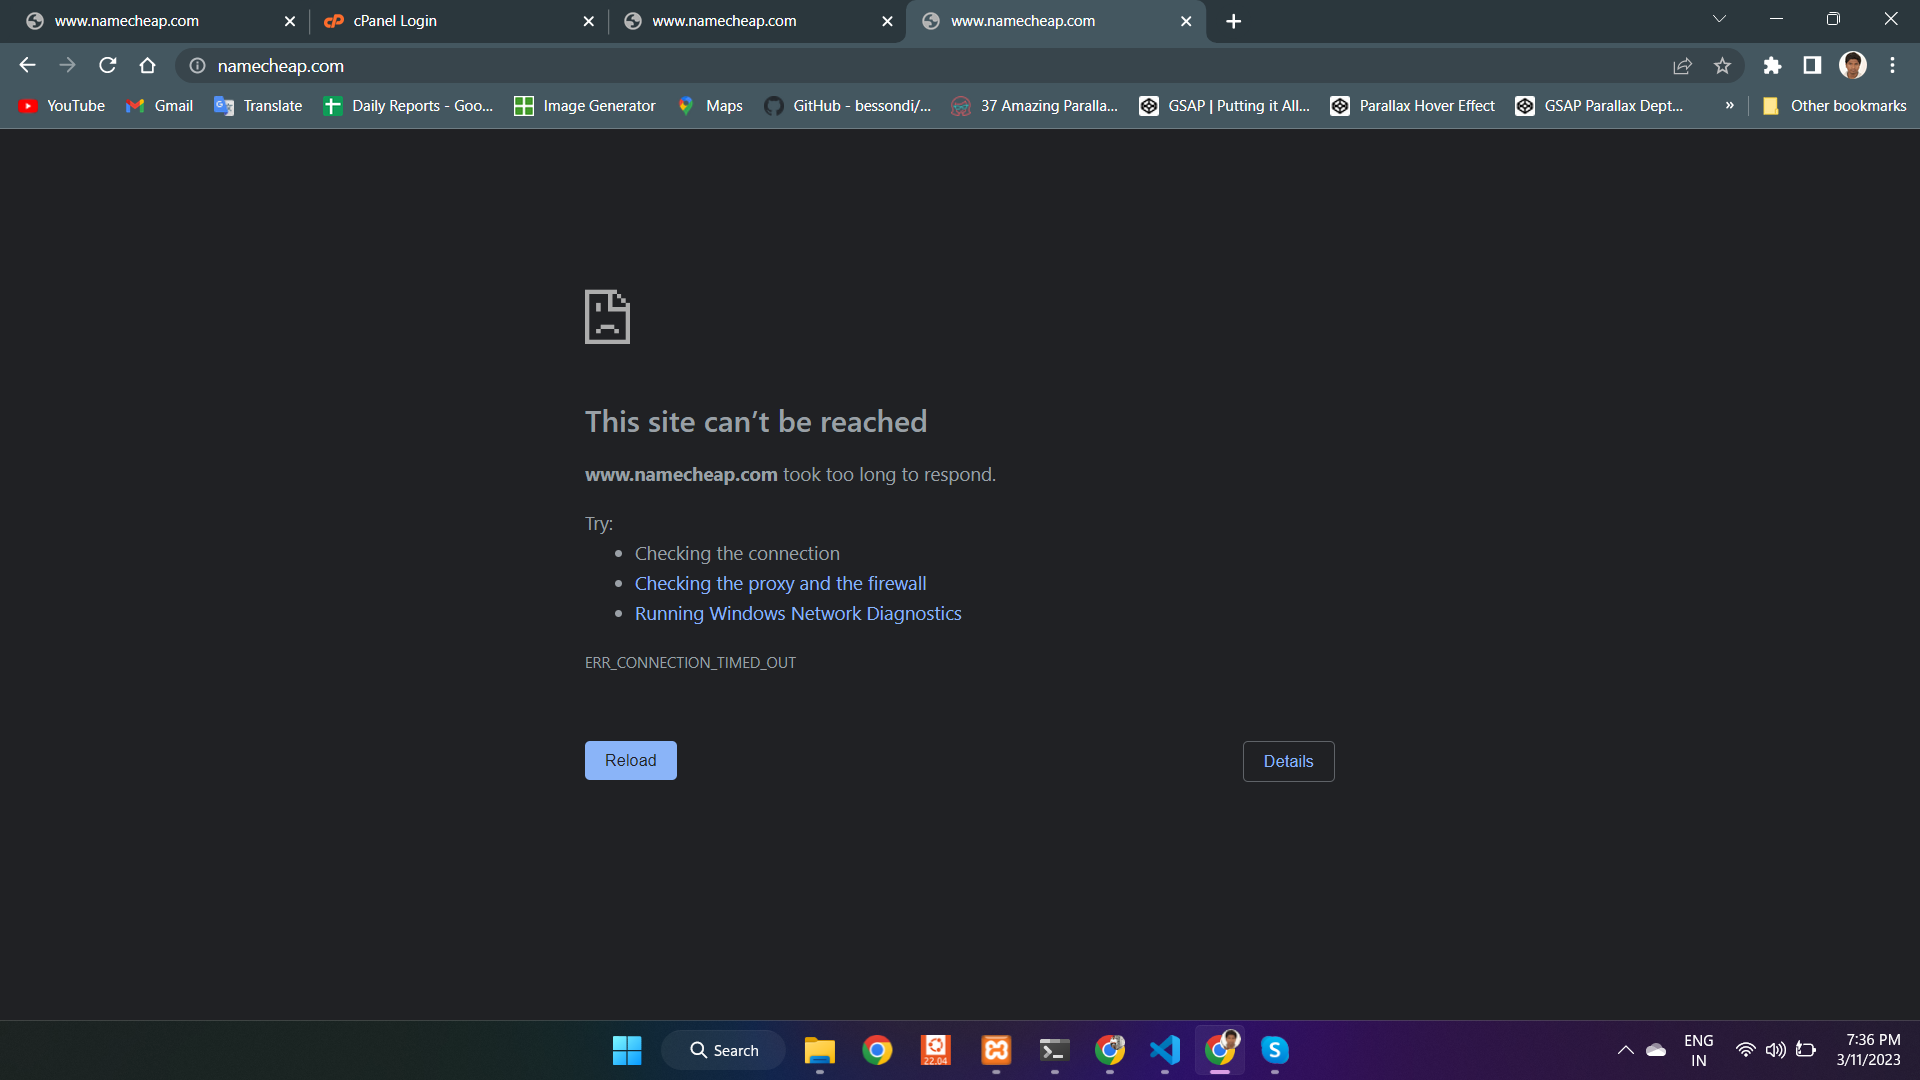 www.namecheap.com
cPanel Login
www.namecheap.com
www.namecheap.com
namecheap.com
YouTube
Gmail
Translate
Daily Reports - Goo...
Image Generator
Maps
GitHub - bessondi/...
37 Amazing Paralla...
GSAP | Putting it All...
Parallax Hover Effect
GSAP Parallax Dept...
»
Other bookmarks
This site can’t be reached
www.namecheap.com took too long to respond.
Try:
• Checking the connection
• Checking the proxy and the firewall
• Running Windows Network Diagnostics
ERR_CONNECTION_TIMED_OUT
Reload
Details
Search
22.04
ENG
IN
7:36 PM
3/11/2023